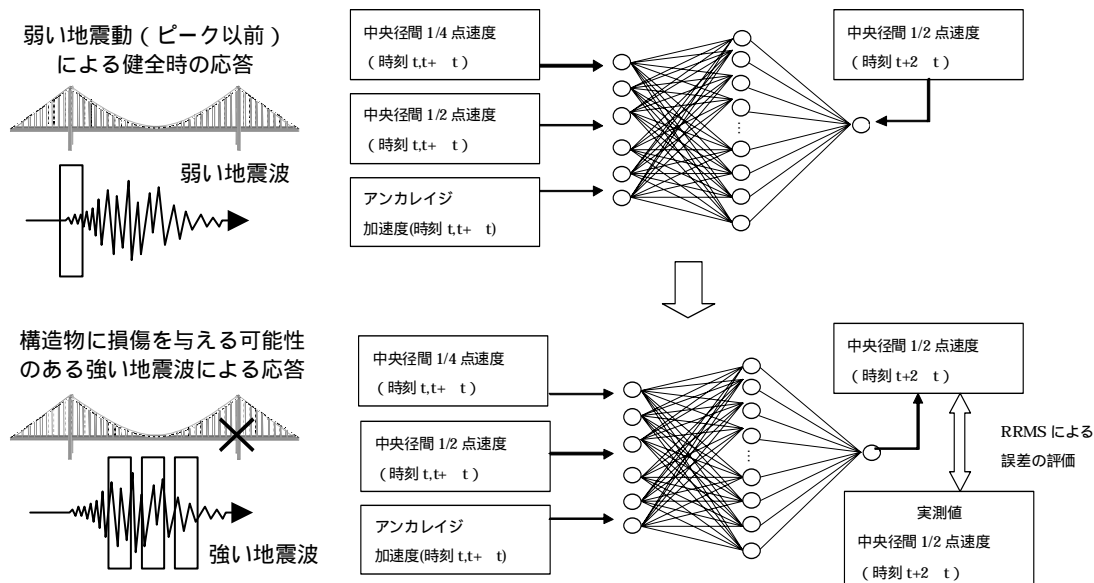 弱い地震動（ピーク以前）
による健全時の応答
弱い地震波
中央径間 1/4 点速度
（時刻 t,t+ t）
中央径間 1/2 点速度
（時刻 t,t+ t）
アンカレイジ
加速度(時刻 t,t+ t)
中央径間 1/2 点速度
（時刻 t+2 t）
構造物に損傷を与える可能性
のある強い地震波による応答
強い地震波
中央径間 1/4 点速度
（時刻 t,t+ t）
中央径間 1/2 点速度
（時刻 t,t+ t）
アンカレイジ
加速度(時刻 t,t+ t)
中央径間 1/2 点速度
（時刻 t+2 t）
RRMS による
誤差の評価
実測値
中央径間 1/2 点速度
（時刻 t+2 t）